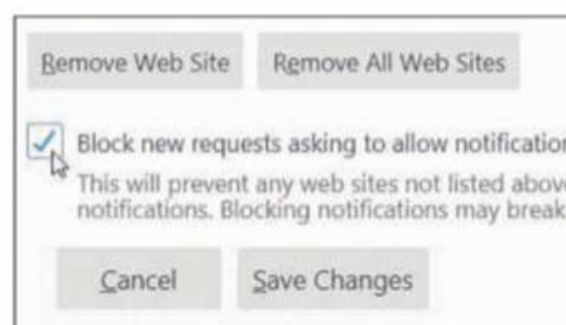 Remove Web Site Remove All Web Sites
Block new requests asking to allow notification
This will prevent any web sites not listed above
notifications. Blocking notifications may break
Cancel Save Changes